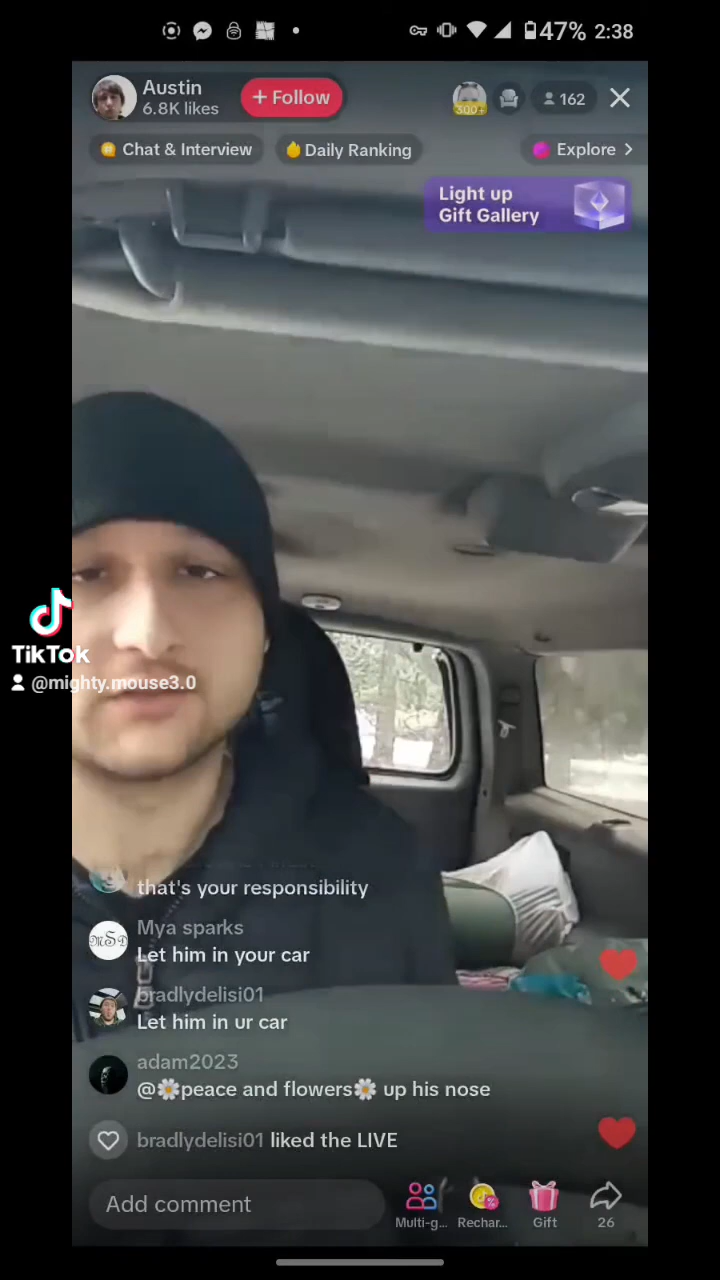 47% 2:38
Austin
6.8K likes
+ Follow
300+
162
Chat & Interview
Daily Ranking
Explore >
Light up
Gift Gallery
TikTok
@mighty.mouse3.0
that's your responsibility
Mya sparks
Let him in your car
bradlydelisi01
Let him in ur car
adam2023
@🌼peace and flowers🌼 up his nose
bradlydelisi01 liked the LIVE
Add comment
Multi-g...
Rechar...
Gift
26